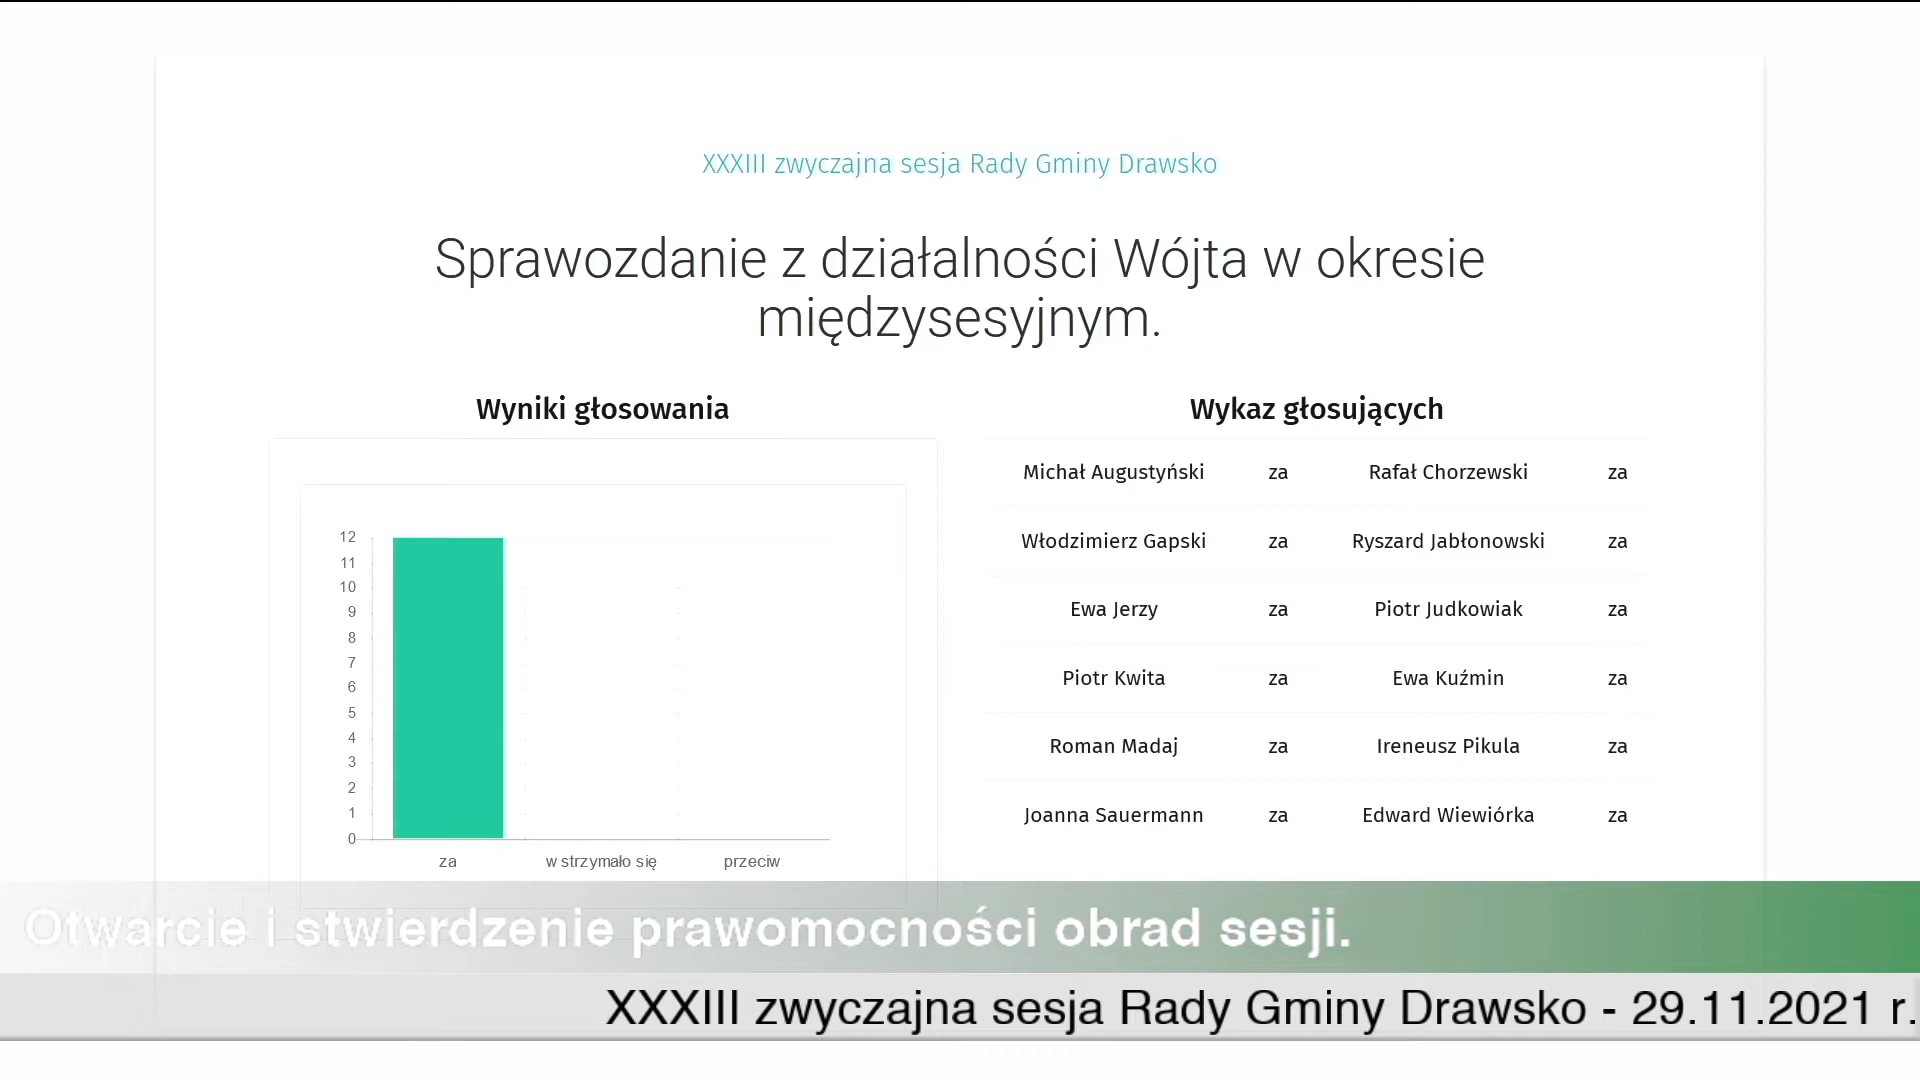 XXXIII zwyczajna sesja Rady Gminy Drawsko
Sprawozdanie z działalności Wójta w okresie
międzysesyjnym.
Wyniki głosowania
12
11
10
9
8
7
6
5
4
3
2
1
0
za
wstrzymało się
przeciw
Wykaz głosujących
Michał Augustyński za Rafał Chorzewski za
Włodzimierz Gapski za Ryszard Jabłonowski za
Ewa Jerzy za Piotr Judkowiak za
Piotr Kwita za Ewa Kuźmin za
Roman Madaj za Ireneusz Pikula za
Joanna Sauermann za Edward Wiewiórka za
Otwarcie i stwierdzenie prawomocności obrad sesji.
XXXIII zwyczajna sesja Rady Gminy Drawsko - 29.11.2021 r.